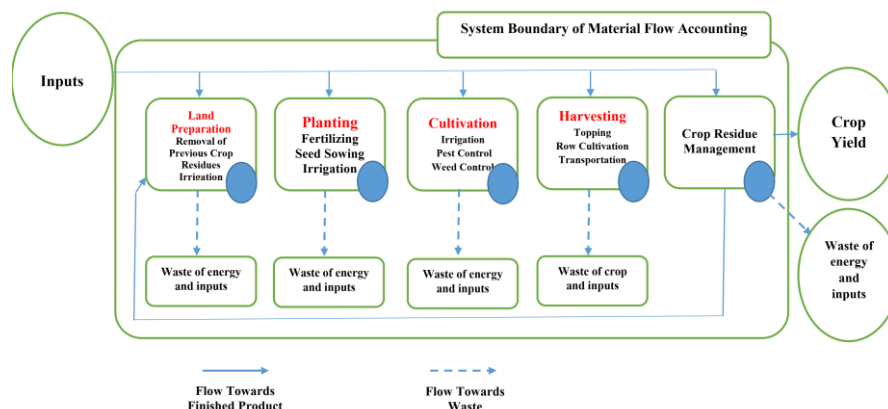 System Boundary of Material Flow Accounting
Inputs
Land
Preparation
Removal of
Previous Crop
Residues
Irrigation
Planting
Fertilizing
Seed Sowing
Irrigation
Cultivation
Irrigation
Pest Control
Weed Control
Harvesting
Topping
Row Cultivation
Transportation
Crop Residue
Management
Crop
Yield
Waste of energy
and inputs
Waste of energy
and inputs
Waste of energy
and inputs
Waste of crop
and inputs
Waste of
energy
and
inputs
Flow Towards
Finished Product
Flow Towards
Waste